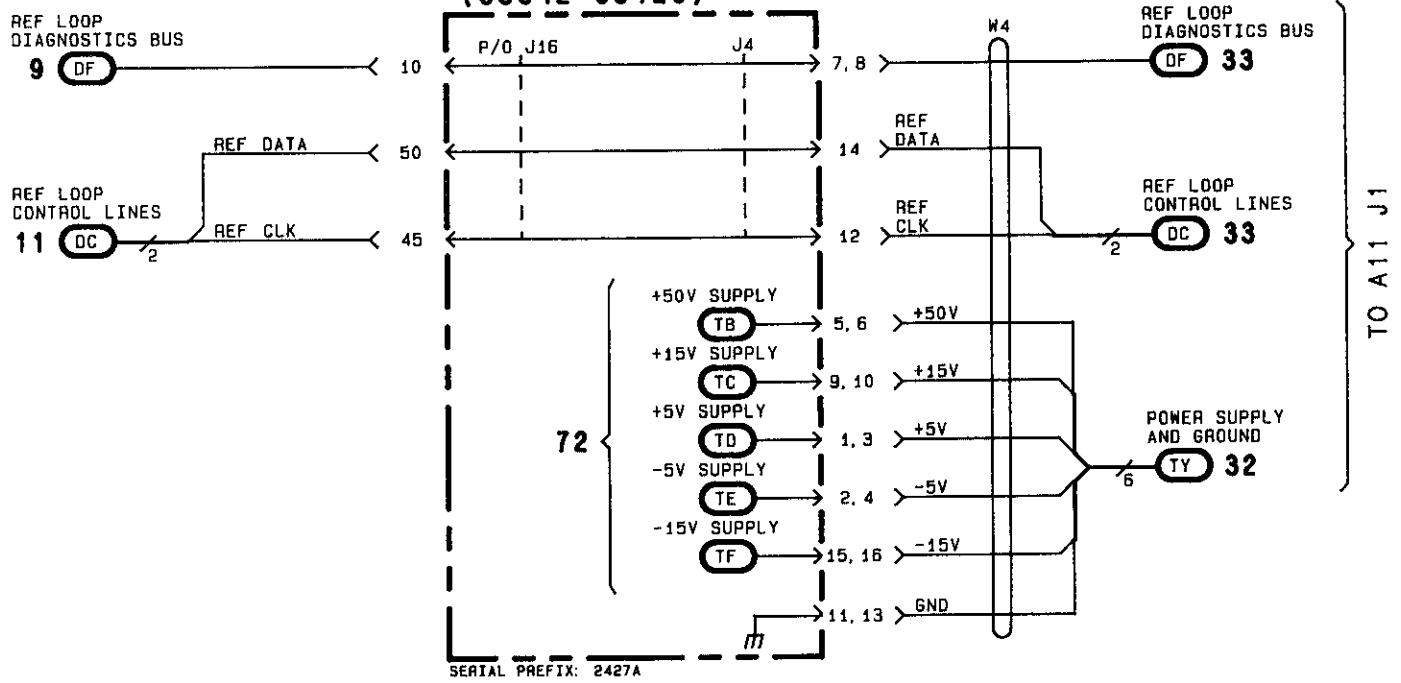 REF LOOP
DIAGNOSTICS BUS
9 DF
10
P/O J16
J4
7, 8
W4
REF LOOP
DIAGNOSTICS BUS
DF 33
REF DATA
50
14
REF
DATA
REF LOOP
CONTROL LINES
11 DC
2
REF CLK
45
12
REF
CLK
REF LOOP
CONTROL LINES
2
DC 33
TO A11 J1
72
+50V SUPPLY
TB
5, 6
+50V
+15V SUPPLY
TC
9, 10
+15V
+5V SUPPLY
TD
1, 3
+5V
-5V SUPPLY
TE
2, 4
-5V
-15V SUPPLY
TF
15, 16
-15V
11, 13
GND
POWER SUPPLY
AND GROUND
6
TY 32
SERIAL PREFIX: 2427A